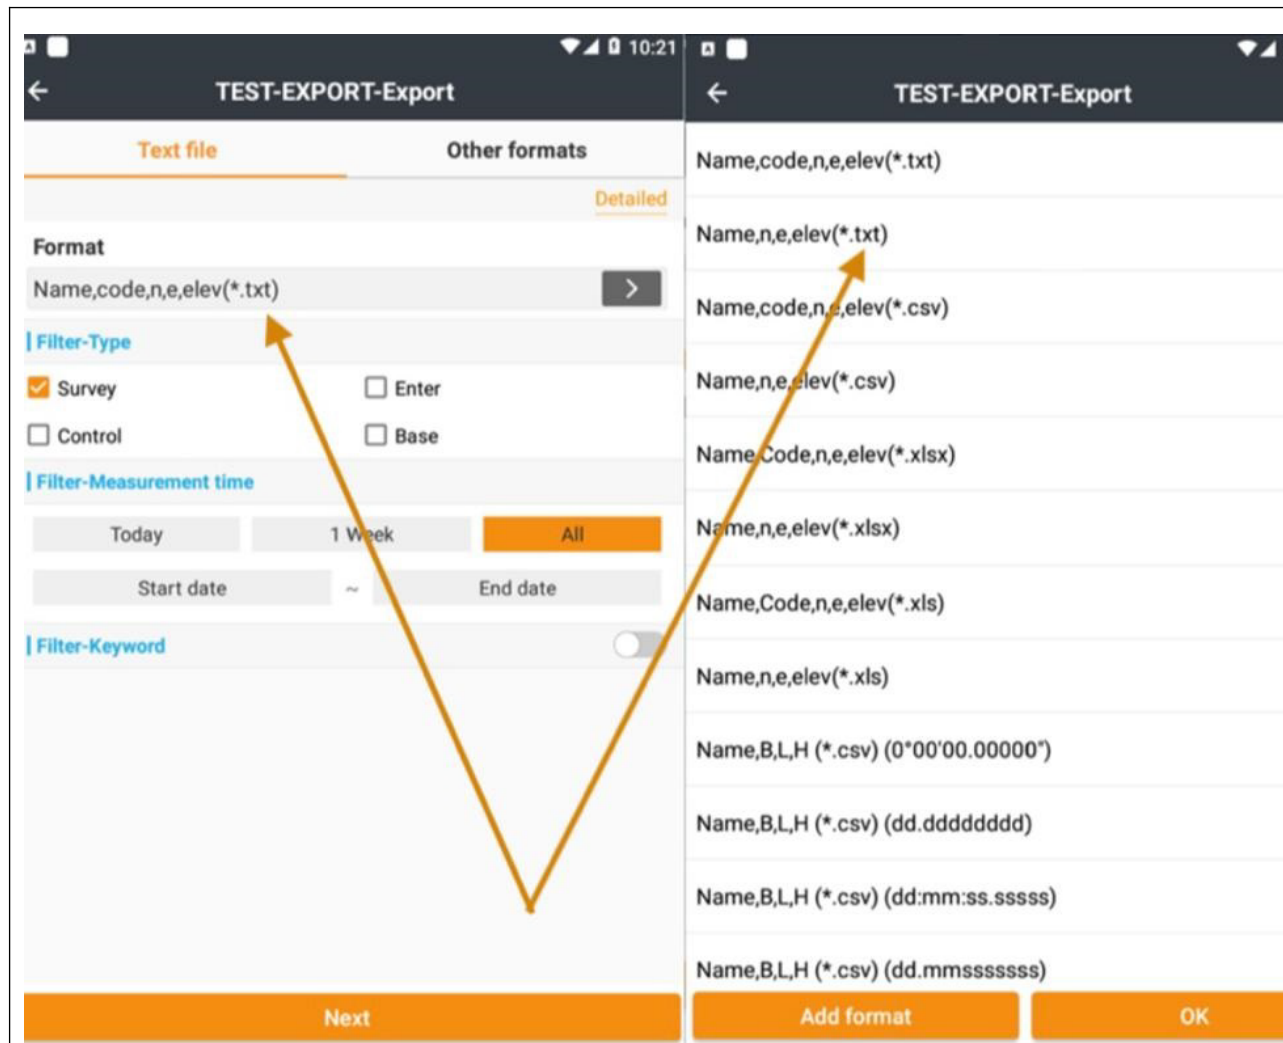 10:21
TEST-EXPORT-Export
Text file
Other formats
Detailed
Format
Name,code,n,e,elev(*.txt)
Filter-Type
Survey
Enter
Control
Base
Filter-Measurement time
Today
1 Week
All
Start date
~
End date
Filter-Keyword
Next
TEST-EXPORT-Export
Name,code,n,e,elev(*.txt)
Name,n,e,elev(*.txt)
Name,code,n,e,elev(*.csv)
Name,n,e,elev(*.csv)
Name,Code,n,e,elev(*.xlsx)
Name,n,e,elev(*.xlsx)
Name,Code,n,e,elev(*.xls)
Name,n,e,elev(*.xls)
Name,B,L,H (*.csv) (0°00'00.00000")
Name,B,L,H (*.csv) (dd.dddddddd)
Name,B,L,H (*.csv) (dd:mm:ss.sssss)
Name,B,L,H (*.csv) (dd.mmsssssss)
Add format
OK